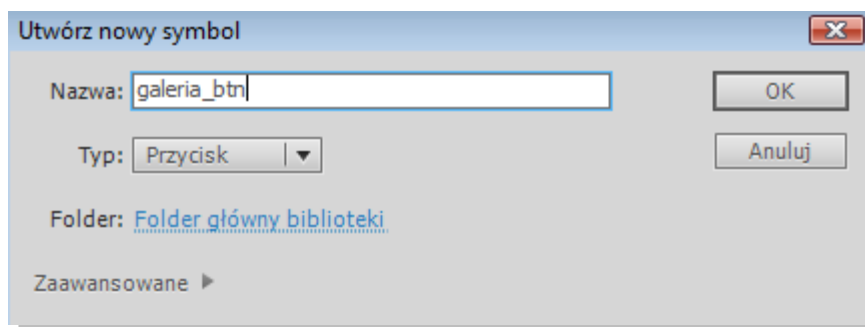 Utwórz nowy symbol
Nazwa: galeria_btn OK
Typ: Przycisk Anuluj
Folder: Folder główny biblioteki
Zaawansowane